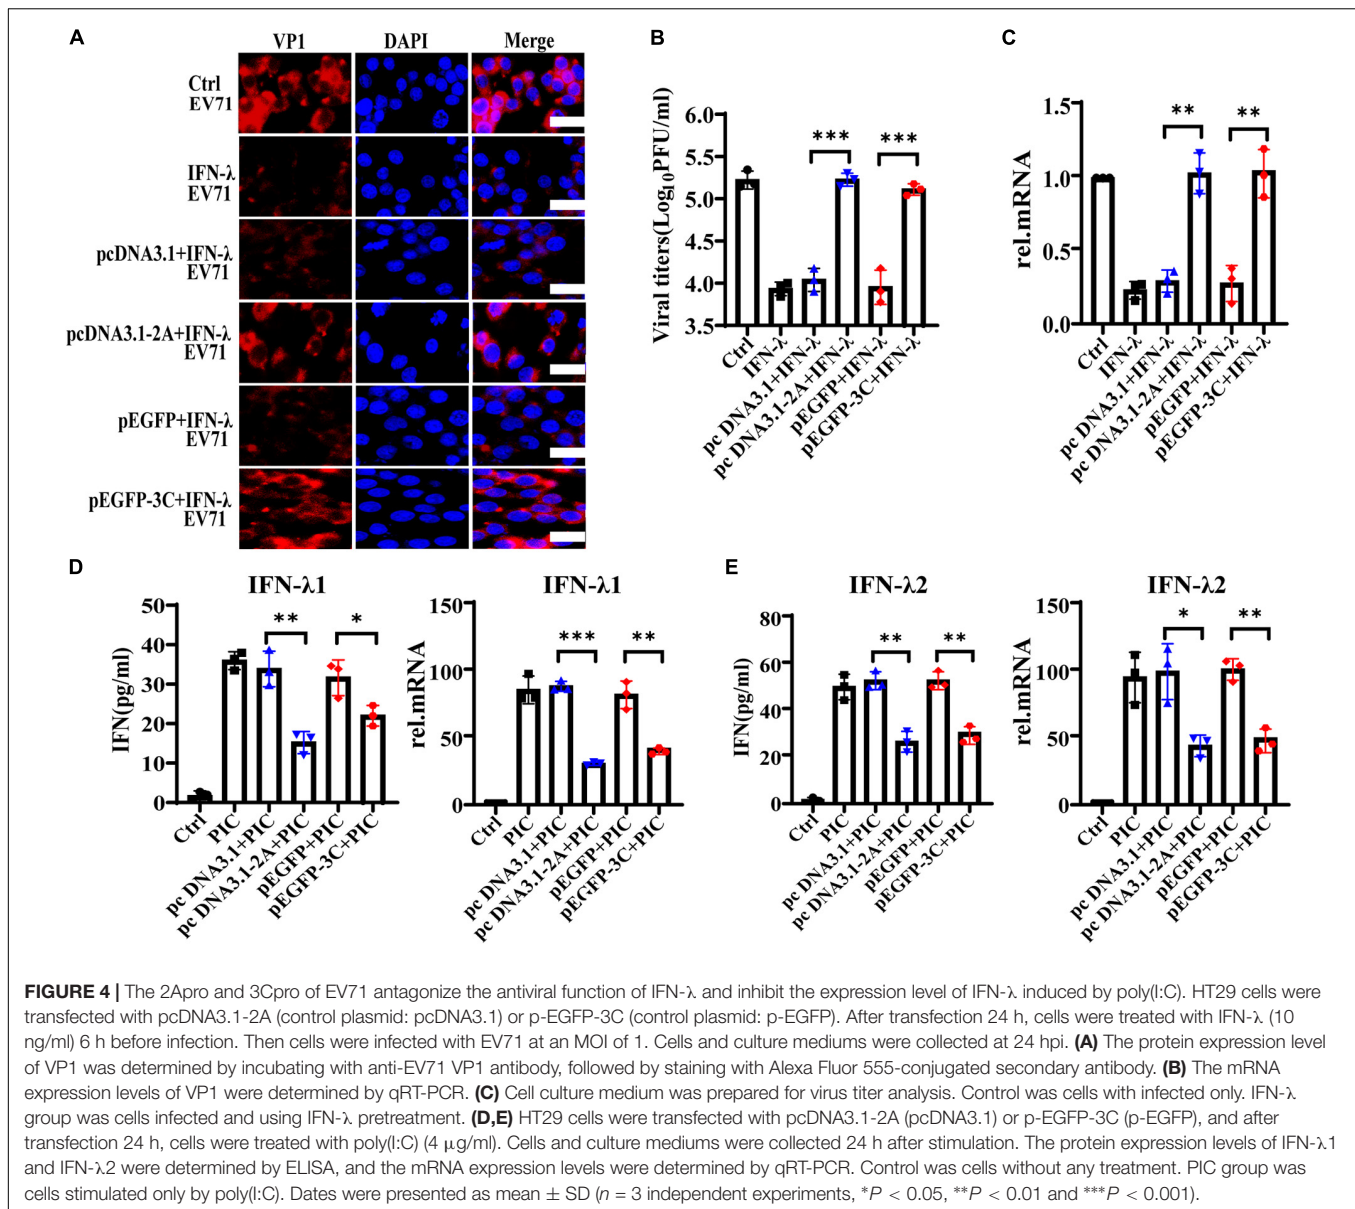 A
VP1 DAPI Merge
Ctrl
EV71
IFN-λ
EV71
pcDNA3.1+IFN-λ
EV71
pcDNA3.1-2A+IFN-λ
EV71
pEGFP+IFN-λ
EV71
pEGFP-3C+IFN-λ
EV71
B
Viral titers(Log10PFU/ml)
6.0
5.5
5.0
4.5
4.0
3.5
*** ***
Ctrl
IFN-λ
pc DNA3.1+IFN-λ
pc DNA3.1-2A+IFN-λ
pEGFP+IFN-λ
pEGFP-3C+IFN-λ
C
rel.mRNA
1.5
1.0
0.5
0.0
** **
Ctrl
IFN-λ
pc DNA3.1+IFN-λ
pc DNA3.1-2A+IFN-λ
pEGFP+IFN-λ
pEGFP-3C+IFN-λ
D
IFN-λ1
IFN(pg/ml)
50
40
30
20
10
0
** *
Ctrl
PIC
pc DNA3.1+PIC
pc DNA3.1-2A+PIC
pEGFP+PIC
pEGFP-3C+PIC
IFN-λ1
rel.mRNA
150
100
50
0
*** **
Ctrl
PIC
pc DNA3.1+PIC
pc DNA3.1-2A+PIC
pEGFP+PIC
pEGFP-3C+PIC
E
IFN-λ2
IFN(pg/ml)
80
60
40
20
0
** **
Ctrl
PIC
pc DNA3.1+PIC
pc DNA3.1-2A+PIC
pEGFP+PIC
pEGFP-3C+PIC
IFN-λ2
rel.mRNA
150
100
50
0
* **
Ctrl
PIC
pc DNA3.1+PIC
pc DNA3.1-2A+PIC
pEGFP+PIC
pEGFP-3C+PIC
FIGURE 4 | The 2Apro and 3Cpro of EV71 antagonize the antiviral function of IFN-λ and inhibit the expression level of IFN-λ induced by poly(I:C). HT29 cells were
transfected with pcDNA3.1-2A (control plasmid: pcDNA3.1) or p-EGFP-3C (control plasmid: p-EGFP). After transfection 24 h, cells were treated with IFN-λ (10
ng/ml) 6 h before infection. Then cells were infected with EV71 at an MOI of 1. Cells and culture mediums were collected at 24 hpi. (A) The protein expression level
of VP1 was determined by incubating with anti-EV71 VP1 antibody, followed by staining with Alexa Fluor 555-conjugated secondary antibody. (B) The mRNA
expression levels of VP1 were determined by qRT-PCR. (C) Cell culture medium was prepared for virus titer analysis. Control was cells with infected only. IFN-λ
group was cells infected and using IFN-λ pretreatment. (D,E) HT29 cells were transfected with pcDNA3.1-2A (pcDNA3.1) or p-EGFP-3C (p-EGFP), and after
transfection 24 h, cells were treated with poly(I:C) (4 μg/ml). Cells and culture mediums were collected 24 h after stimulation. The protein expression levels of IFN-λ1
and IFN-λ2 were determined by ELISA, and the mRNA expression levels were determined by qRT-PCR. Control was cells without any treatment. PIC group was
cells stimulated only by poly(I:C). Dates were presented as mean ± SD (n = 3 independent experiments, *P < 0.05, **P < 0.01 and ***P < 0.001).